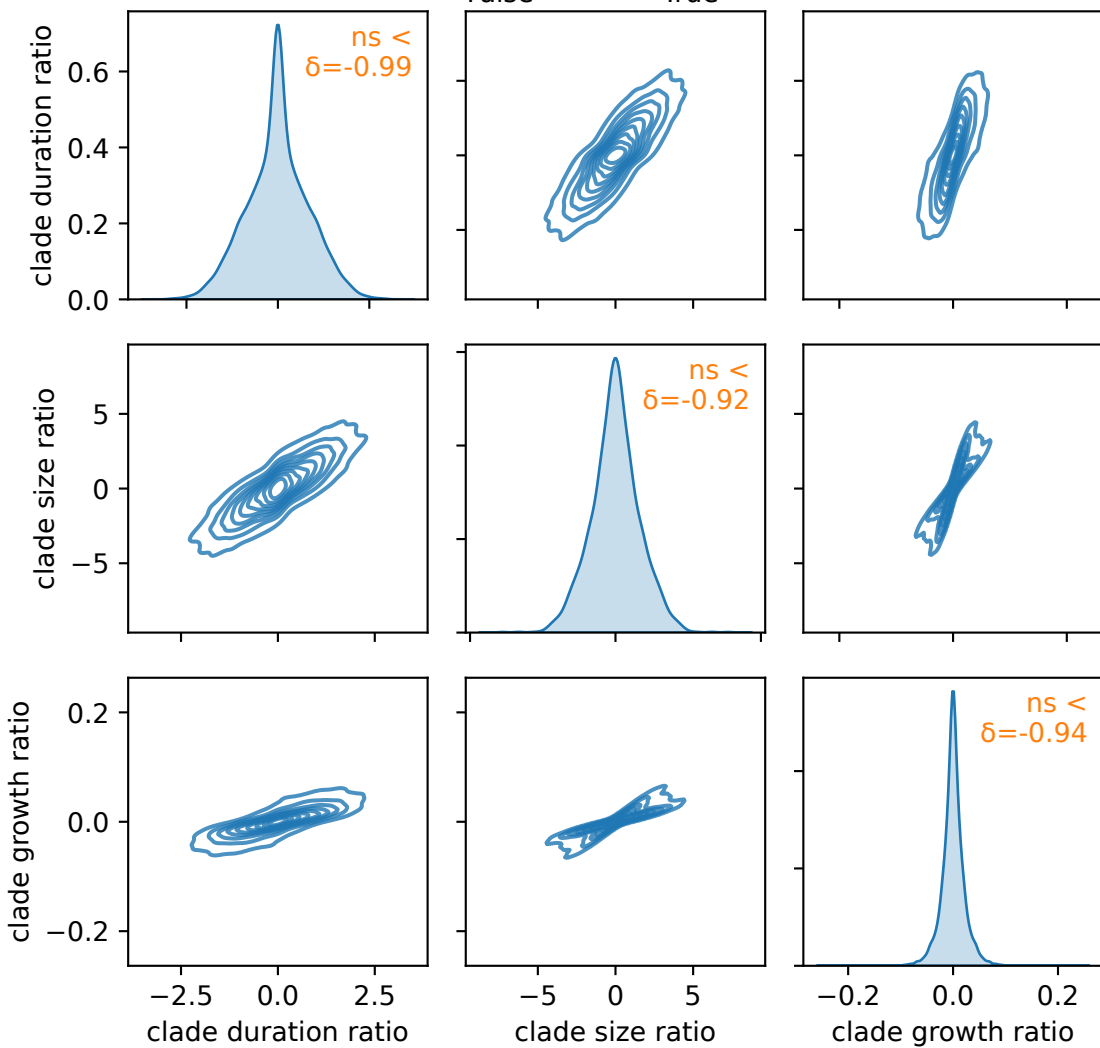 clade duration ratio
0.6
0.4
0.2
0.0
ns <
δ=-0.99
clade size ratio
5
0
−5
ns <
δ=-0.92
clade growth ratio
0.2
0.0
−0.2
ns <
δ=-0.94
−2.5 0.0 2.5
−5 0 5
−0.2 0.0 0.2
clade duration ratio
clade size ratio
clade growth ratio